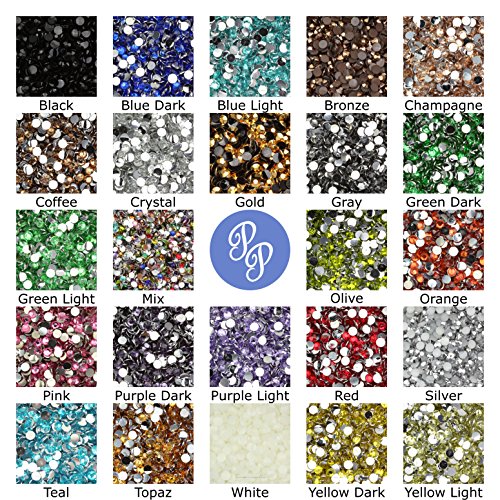 Black Blue Dark Blue Light Bronze Champagne
Coffee Crystal Gold Gray Green Dark
PP
Green Light Mix Olive Orange
Pink Purple Dark Purple Light Red Silver
Teal Topaz White Yellow Dark Yellow Light